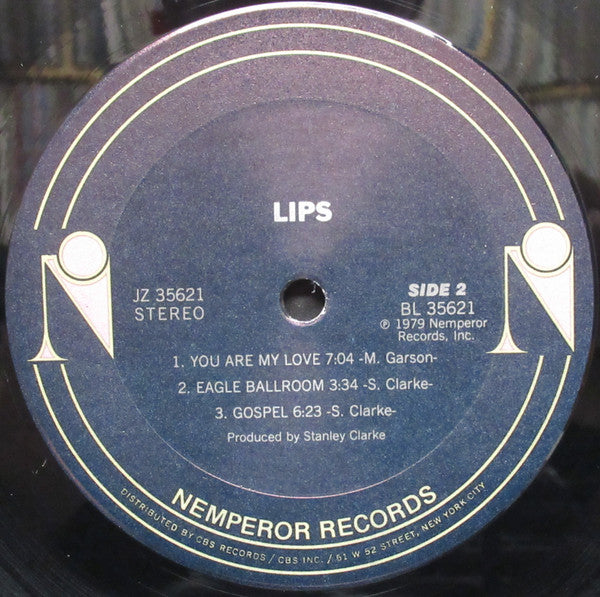 LIPS
JZ 35621
STEREO
SIDE 2
BL 35621
℗ 1979 Nemperor
Records, Inc.
1. YOU ARE MY LOVE 7:04 -M. Garson-
2. EAGLE BALLROOM 3:34 -S. Clarke-
3. GOSPEL 6:23 -S. Clarke-
Produced by Stanley Clarke
NEMPEROR RECORDS
DISTRIBUTED BY CBS RECORDS / CBS INC. / 51 W 52 STREET, NEW YORK CITY